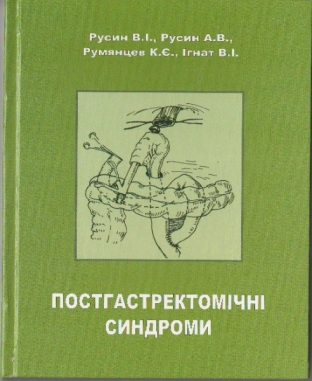 Русин В.І., Русин А.В.,
Румянцев К.Є., Ігнат В.І.
ПОСТГАСТРЕКТОМІЧНІ
СИНДРОМИ